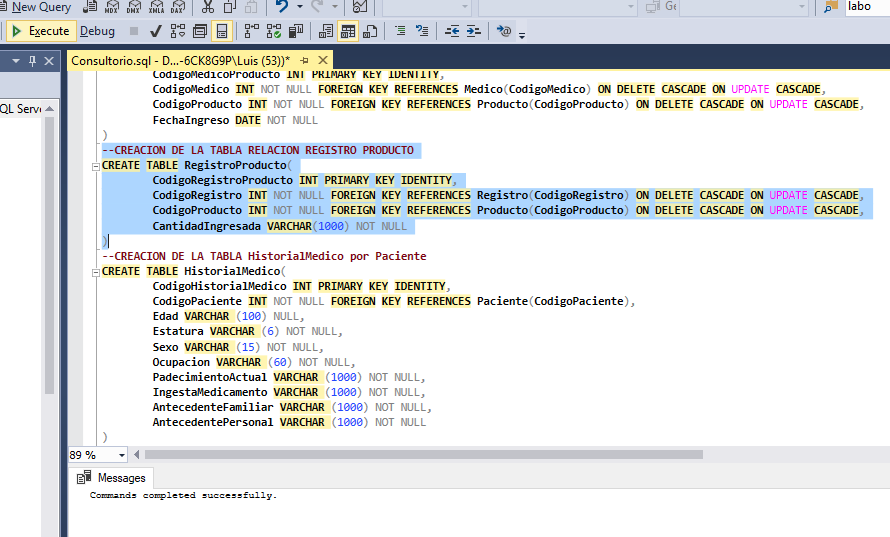 New Query
MDX DMX XMLA DAX
Ge
labo
Execute Debug
Consultorio.sql - D...-6CK8G9P\Luis (53))*
QL Serve
CodigoMedicoProducto INT PRIMARY KEY IDENTITY,
CodigoMedico INT NOT NULL FOREIGN KEY REFERENCES Medico(CodigoMedico) ON DELETE CASCADE ON UPDATE CASCADE,
CodigoProducto INT NOT NULL FOREIGN KEY REFERENCES Producto(CodigoProducto) ON DELETE CASCADE ON UPDATE CASCADE,
FechaIngreso DATE NOT NULL
)
--CREACION DE LA TABLA RELACION REGISTRO PRODUCTO
CREATE TABLE RegistroProducto(
CodigoRegistroProducto INT PRIMARY KEY IDENTITY,
CodigoRegistro INT NOT NULL FOREIGN KEY REFERENCES Registro(CodigoRegistro) ON DELETE CASCADE ON UPDATE CASCADE,
CodigoProducto INT NOT NULL FOREIGN KEY REFERENCES Producto(CodigoProducto) ON DELETE CASCADE ON UPDATE CASCADE,
CantidadIngresada VARCHAR(1000) NOT NULL
)
--CREACION DE LA TABLA HistorialMedico por Paciente
CREATE TABLE HistorialMedico(
CodigoHistorialMedico INT PRIMARY KEY IDENTITY,
CodigoPaciente INT NOT NULL FOREIGN KEY REFERENCES Paciente(CodigoPaciente),
Edad VARCHAR (100) NULL,
Estatura VARCHAR (6) NOT NULL,
Sexo VARCHAR (15) NOT NULL,
Ocupacion VARCHAR (60) NOT NULL,
PadecimientoActual VARCHAR (1000) NOT NULL,
IngestaMedicamento VARCHAR (1000) NOT NULL,
AntecedenteFamiliar VARCHAR (1000) NOT NULL,
AntecedentePersonal VARCHAR (1000) NOT NULL
)
89 %
Messages
Commands completed successfully.